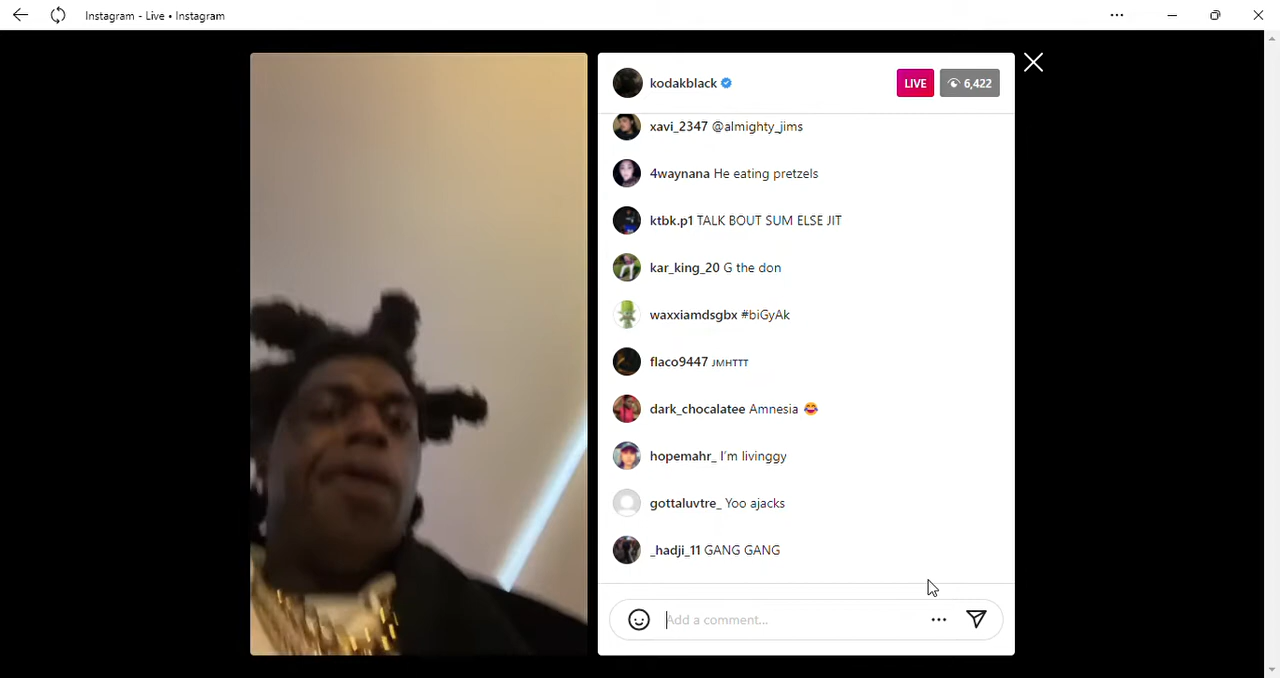 Instagram - Live • Instagram
kodakblack
LIVE
6,422
xavi_2347 @almighty_jims
4waynana He eating pretzels
ktbk.p1 TALK BOUT SUM ELSE JIT
kar_king_20 G the don
waxxiamdsgbx #biGyAk
flaco9447 ᴊᴍʜᴛᴛᴛ
dark_chocalatee Amnesia 😂
hopemahr_ I'm livinggy
gottaluvtre_ Yoo ajacks
_hadji_11 GANG GANG
Add a comment...